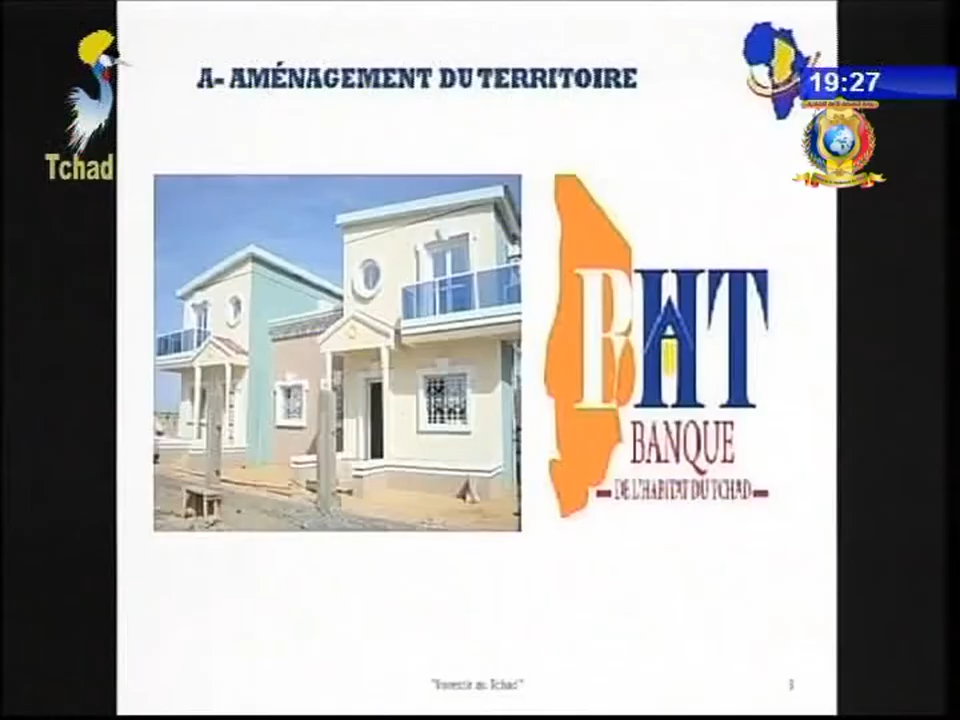 A- AMÉNAGEMENT DU TERRITOIRE
19:27
Tchad
BHT
BANQUE
DE L'HABITAT DU TCHAD
"Investir au Tchad"